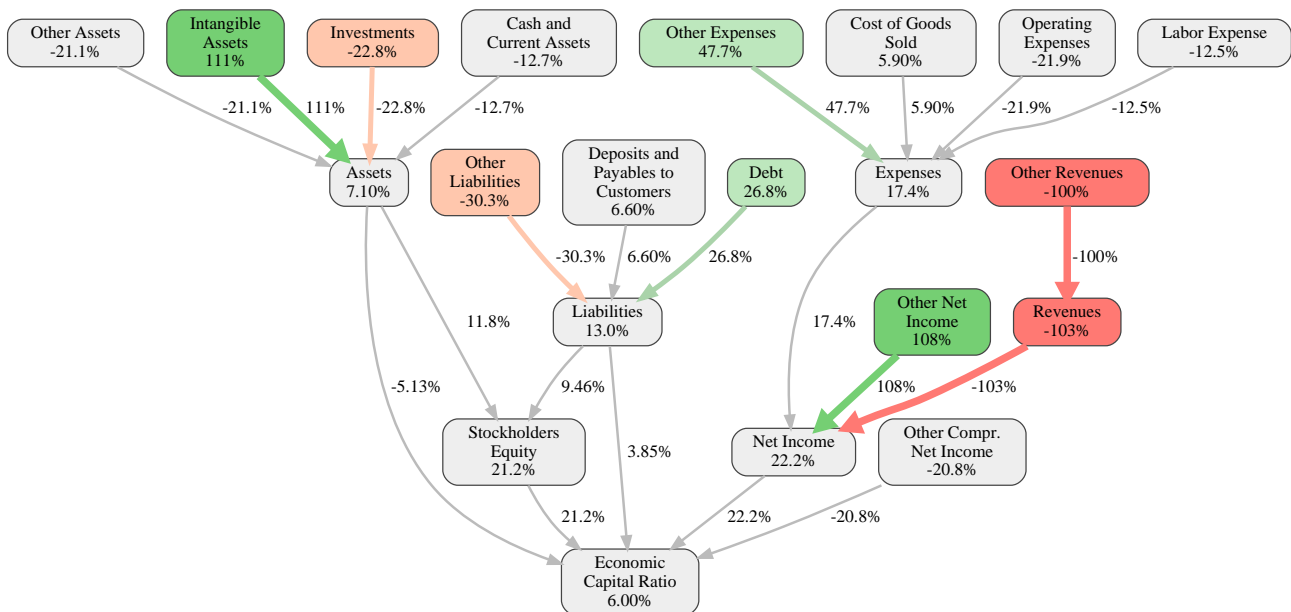 Other Assets
-21.1%
Intangible
Assets
111%
Investments
-22.8%
Cash and
Current Assets
-12.7%
Other Expenses
47.7%
Cost of Goods
Sold
5.90%
Operating
Expenses
-21.9%
Labor Expense
-12.5%
-21.1%
111%
-22.8%
-12.7%
47.7%
5.90%
-21.9%
-12.5%
Assets
7.10%
Other
Liabilities
-30.3%
Deposits and
Payables to
Customers
6.60%
Debt
26.8%
Expenses
17.4%
Other Revenues
-100%
-30.3%
6.60%
26.8%
-100%
Liabilities
13.0%
Other Net
Income
108%
Revenues
-103%
11.8%
17.4%
-5.13%
9.46%
108%
-103%
Stockholders
Equity
21.2%
3.85%
Net Income
22.2%
Other Compr.
Net Income
-20.8%
21.2%
22.2%
-20.8%
Economic
Capital Ratio
6.00%